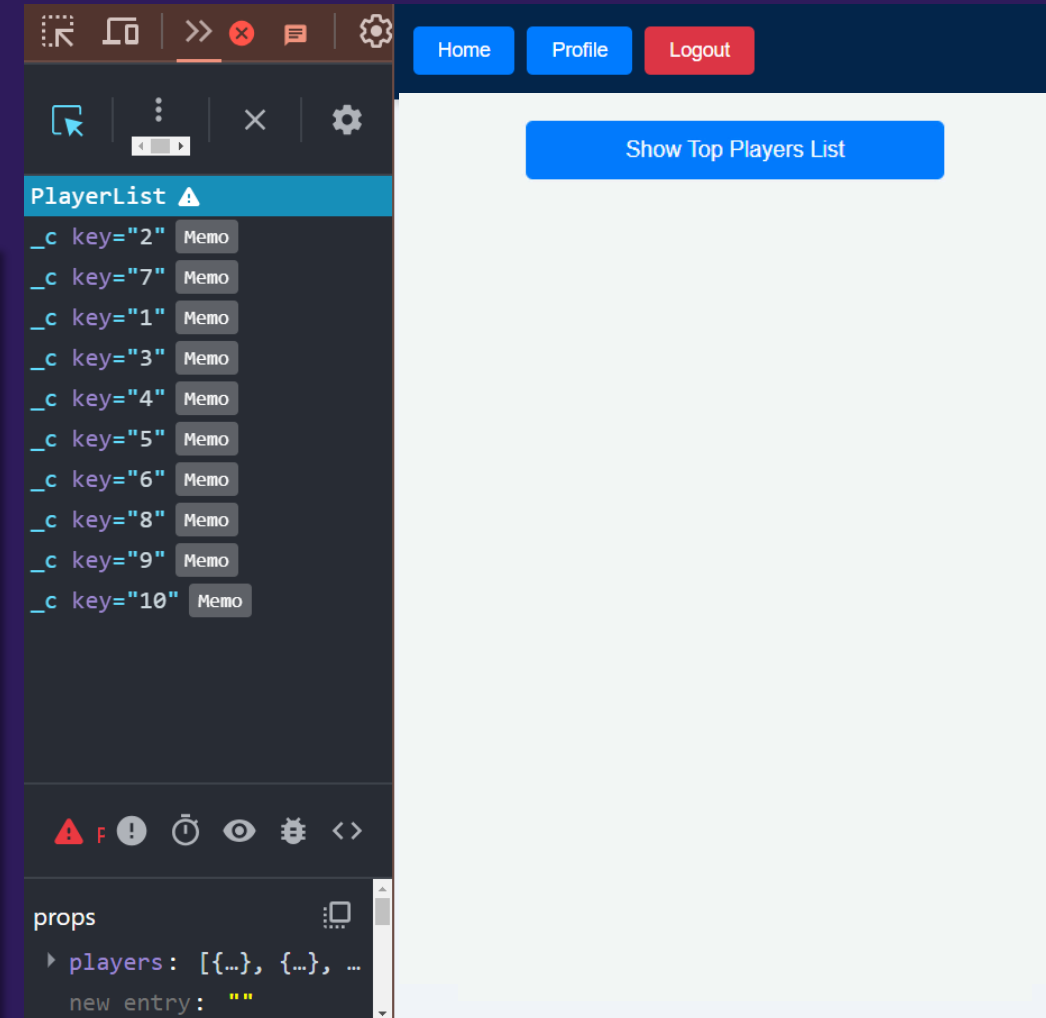 Home Profile Logout
Show Top Players List
PlayerList
_c key="2" Memo
_c key="7" Memo
_c key="1" Memo
_c key="3" Memo
_c key="4" Memo
_c key="5" Memo
_c key="6" Memo
_c key="8" Memo
_c key="9" Memo
_c key="10" Memo
props
players: [{…}, {…}, …
new entry: ""